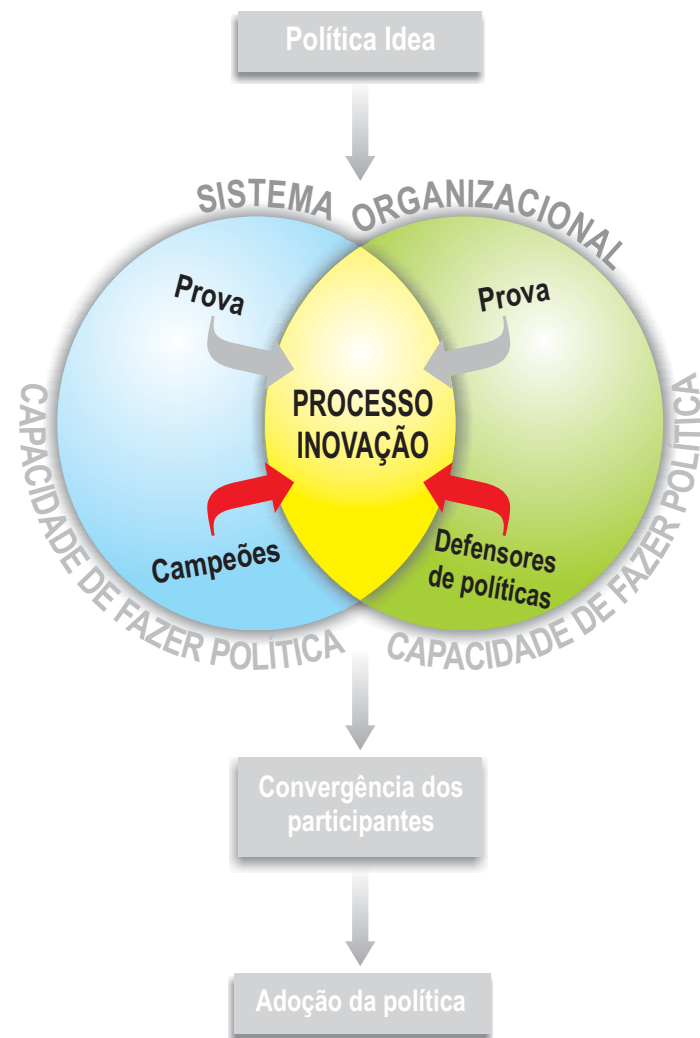 Política Idea
SISTEMA ORGANIZACIONAL
Prova
Prova
PROCESSO
INOVAÇÃO
Campeões
Defensores
de políticas
CAPACIDADE DE FAZER POLÍTICA
CAPACIDADE DE FAZER POLÍTICA
Convergência dos
participantes
Adoção da política